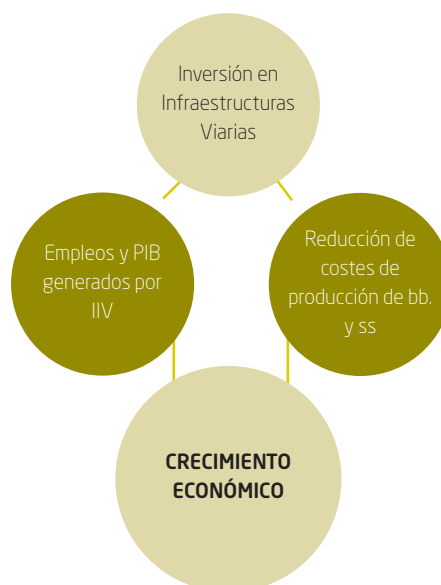 Inversión en
Infraestructuras
Viarias
Empleos y PIB
generados por
IIV
Reducción de
costes de
producción de bb.
y ss
CRECIMIENTO
ECONÓMICO